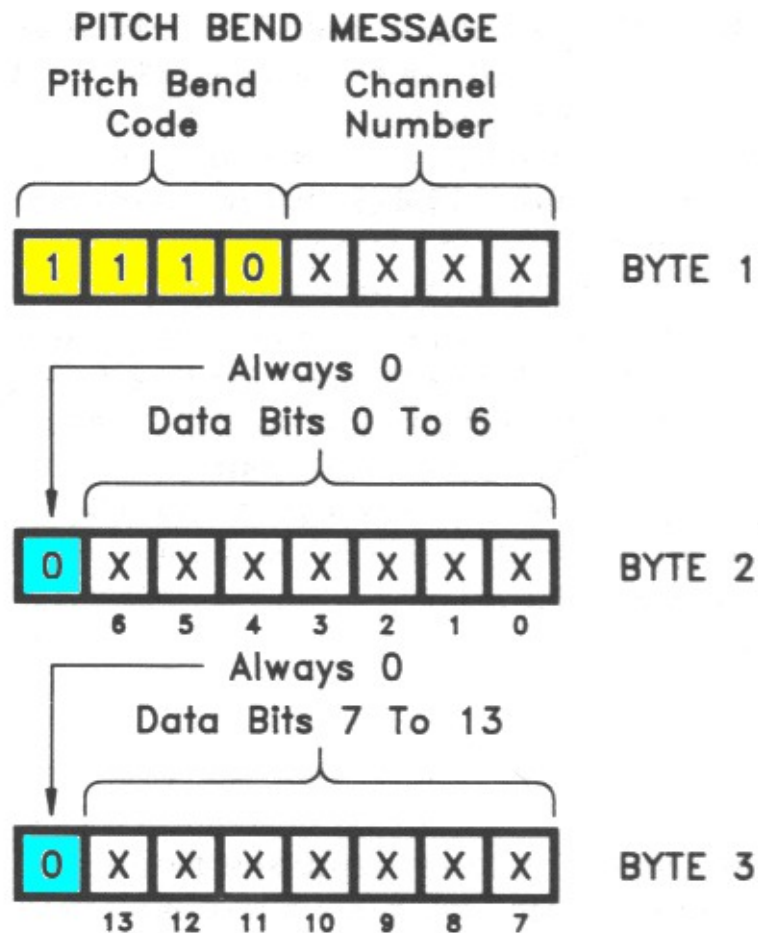 PITCH BEND MESSAGE
Pitch Bend Code
Channel Number
1 1 1 0 X X X X BYTE 1
Always 0
Data Bits 0 To 6
0 X X X X X X X BYTE 2
6 5 4 3 2 1 0
Always 0
Data Bits 7 To 13
0 X X X X X X X BYTE 3
13 12 11 10 9 8 7